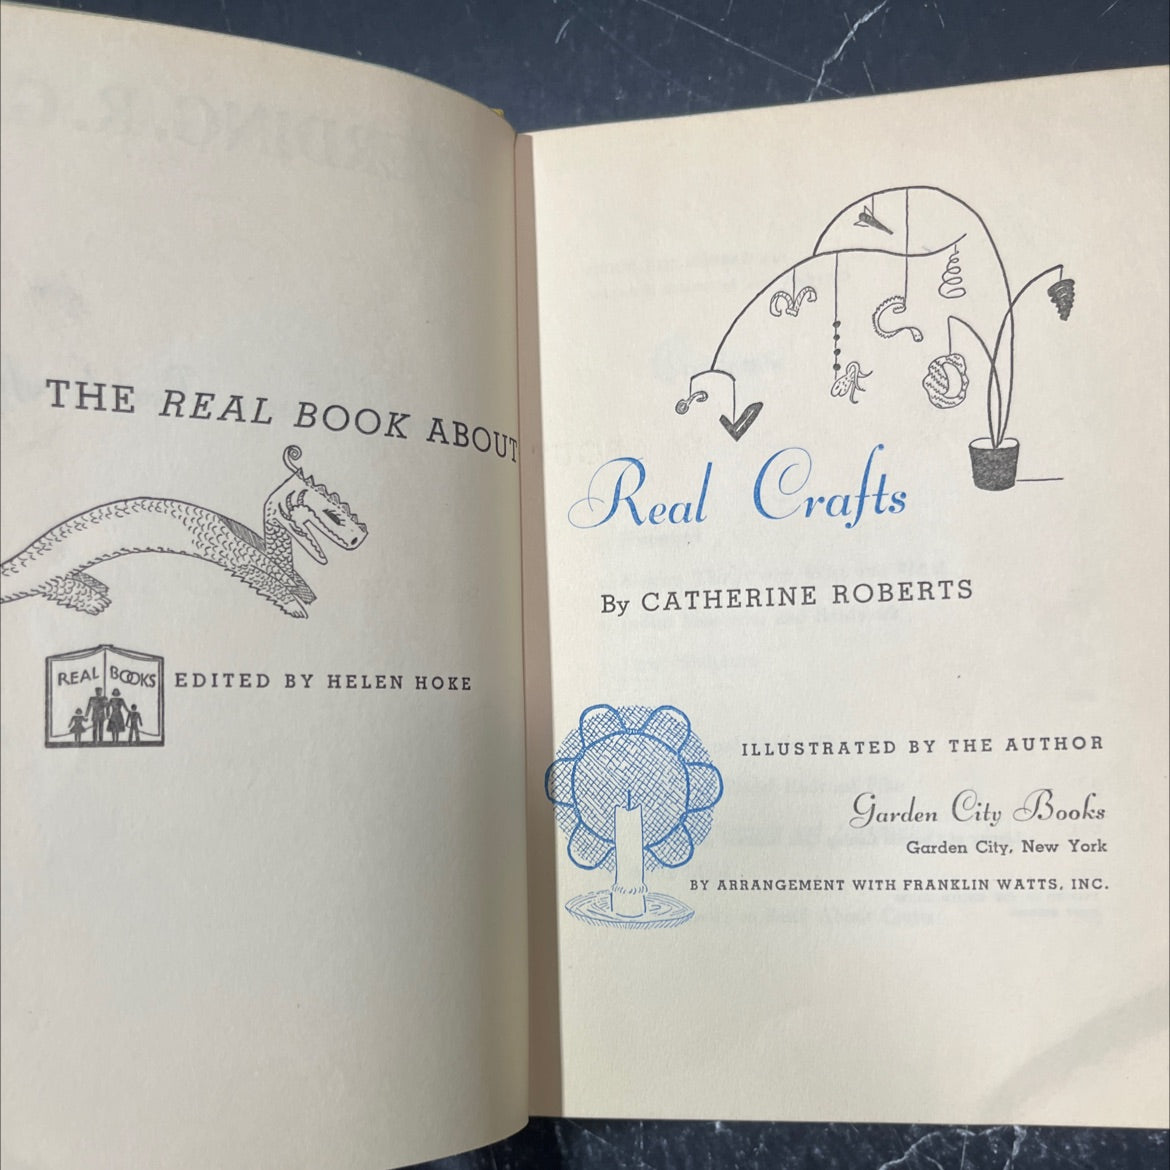 THE REAL BOOK ABOUT
REAL BOOKS
EDITED BY HELEN HOKE
Real Crafts
By CATHERINE ROBERTS
ILLUSTRATED BY THE AUTHOR
Garden City Books
Garden City, New York
BY ARRANGEMENT WITH FRANKLIN WATTS, INC.